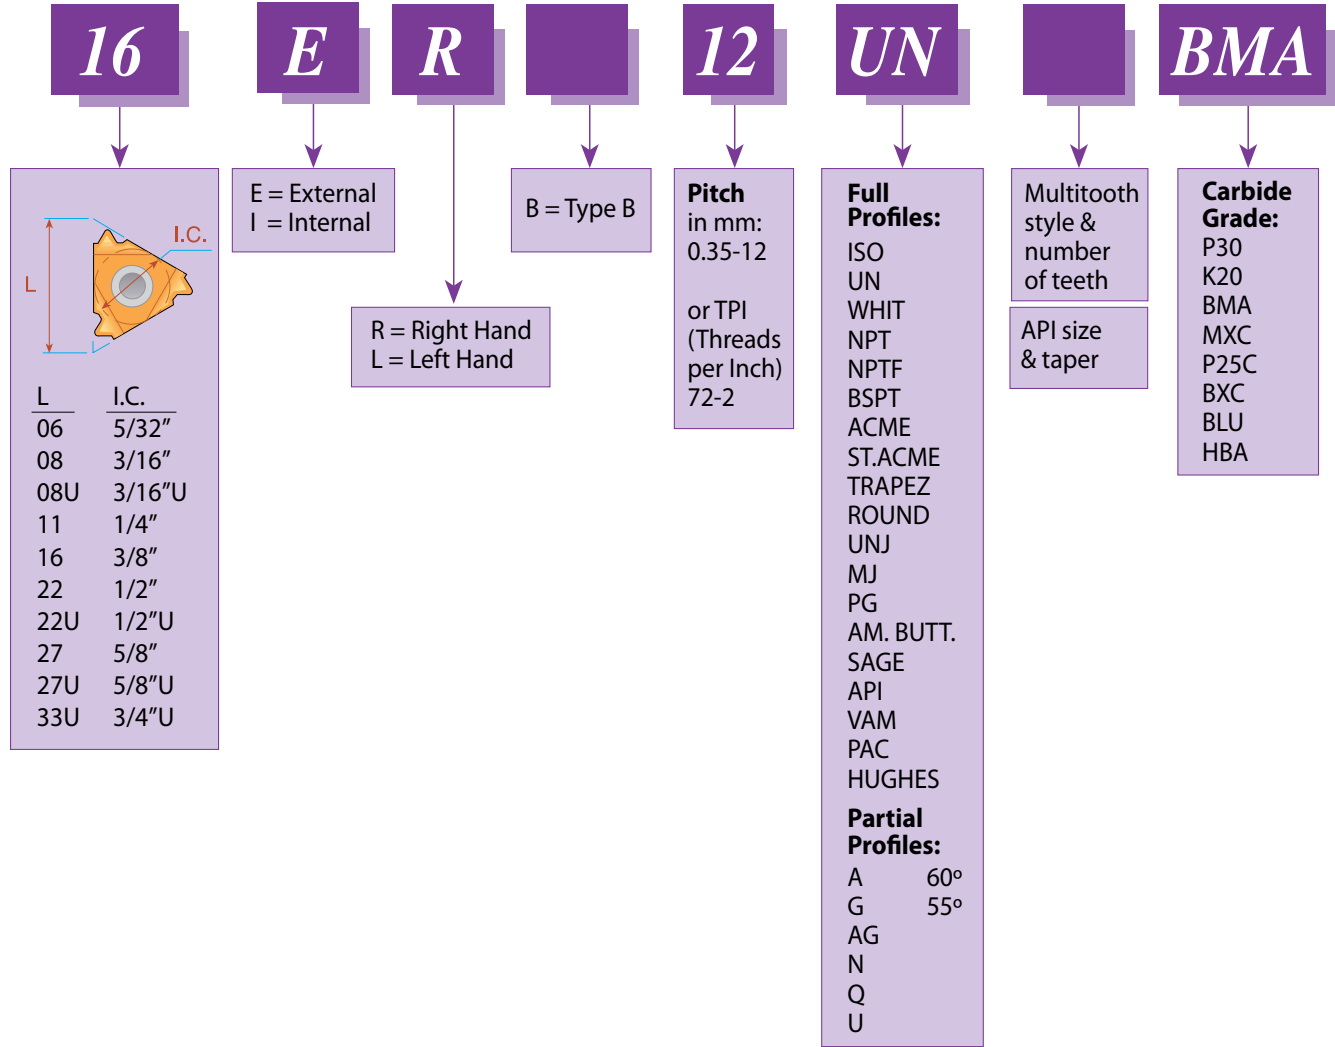 16 E R 12 UN BMA
I.C.
L
L I.C.
06 5/32”
08 3/16”
08U 3/16”U
11 1/4”
16 3/8”
22 1/2”
22U 1/2”U
27 5/8”
27U 5/8”U
33U 3/4”U
E = External
I = Internal
R = Right Hand
L = Left Hand
B = Type B
Pitch
in mm:
0.35-12
or TPI
(Threads
per Inch)
72-2
Full
Profiles:
ISO
UN
WHIT
NPT
NPTF
BSPT
ACME
ST.ACME
TRAPEZ
ROUND
UNJ
MJ
PG
AM. BUTT.
SAGE
API
VAM
PAC
HUGHES
Partial
Profiles:
A 60º
G 55º
AG
N
Q
U
Multitooth
style &
number
of teeth
API size
& taper
Carbide
Grade:
P30
K20
BMA
MXC
P25C
BXC
BLU
HBA